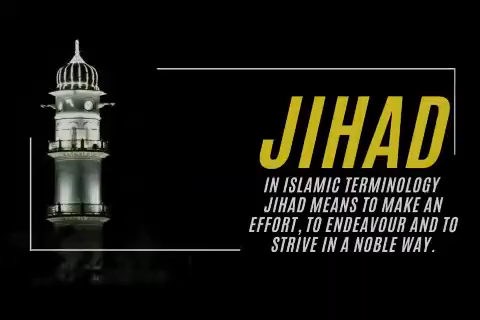 JIHAD
IN ISLAMIC TERMINOLOGY
JIHAD MEANS TO MAKE AN
EFFORT, TO ENDEAVOUR AND TO
STRIVE IN A NOBLE WAY.